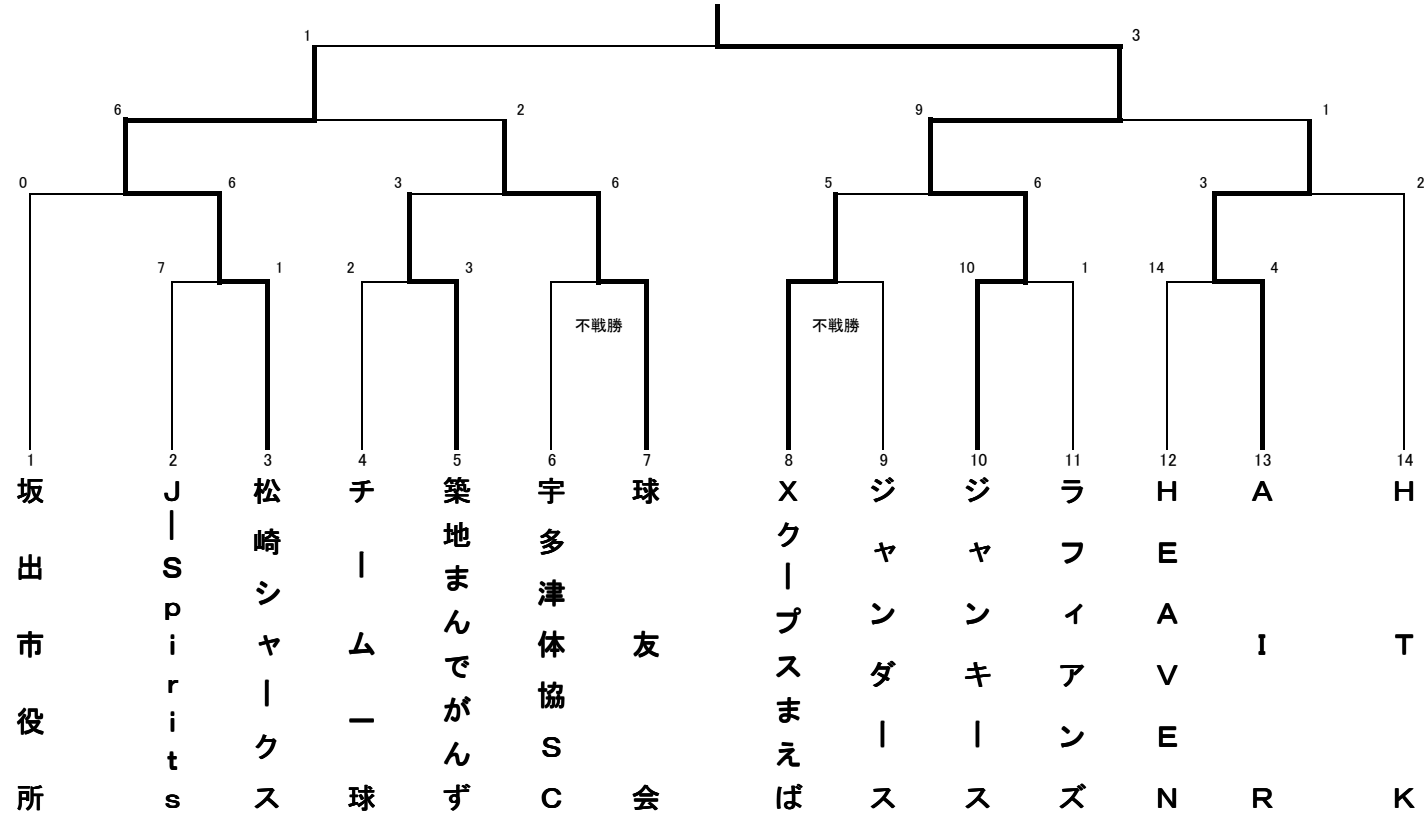 1 3
6 2 9 1
0 6 3 6 5 6 3 2
7 1 2 3 10 1 14 4
不戦勝 不戦勝
1 2 3 4 5 6 7 8 9 10 11 12 13 14
坂出市役所
J－Spirits
松崎シャークス
チーム一球
築地まんでがんず
宇多津体協SC
球友会
Xクープスまえば
ジャンダース
ジャンキース
ラフィアンズ
HEAVEN
AIR
HTK